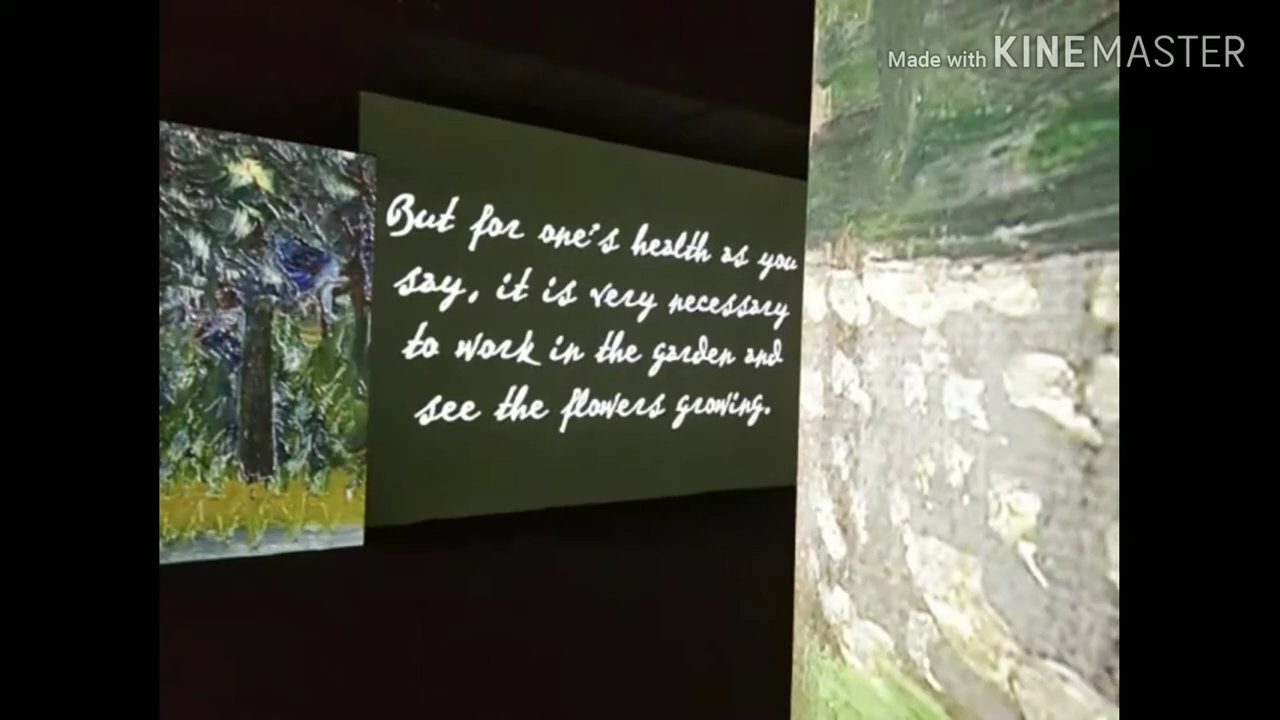 Made with KINEMASTER
But for one's health as you
say, it is very necessary
to work in the garden and
see the flowers growing.